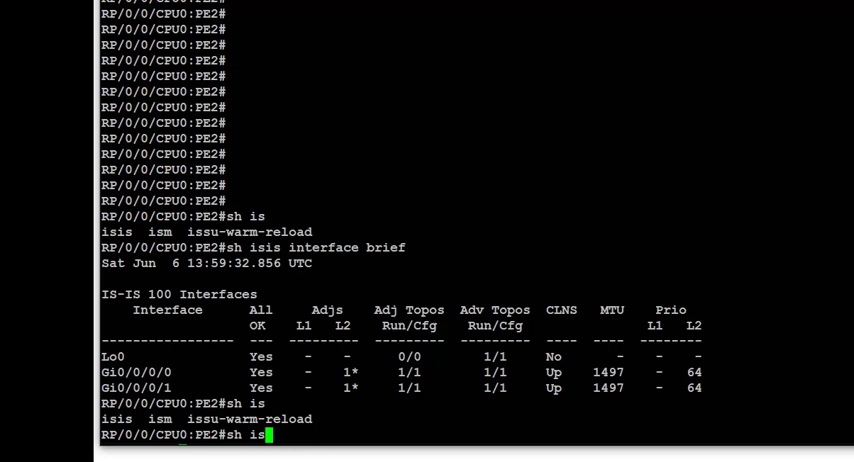 RP/0/0/CPU0:PE2#
RP/0/0/CPU0:PE2#
RP/0/0/CPU0:PE2#
RP/0/0/CPU0:PE2#
RP/0/0/CPU0:PE2#
RP/0/0/CPU0:PE2#
RP/0/0/CPU0:PE2#
RP/0/0/CPU0:PE2#
RP/0/0/CPU0:PE2#
RP/0/0/CPU0:PE2#
RP/0/0/CPU0:PE2#
RP/0/0/CPU0:PE2#
RP/0/0/CPU0:PE2#
RP/0/0/CPU0:PE2#
RP/0/0/CPU0:PE2#sh is
isis  ism  issu-warm-reload
RP/0/0/CPU0:PE2#sh isis interface brief
Sat Jun  6 13:59:32.856 UTC
IS-IS 100 Interfaces
    Interface      All     Adjs    Adj Topos  Adv Topos  CLNS   MTU    Prio
                   OK    L1   L2    Run/Cfg    Run/Cfg                L1   L2
-----------------  ---  ---------  ---------  ---------  ----  ----  --------
Lo0                Yes    -    -      0/0        1/1     No       -    -    -
Gi0/0/0/0          Yes    -    1*     1/1        1/1     Up    1497    -   64
Gi0/0/0/1          Yes    -    1*     1/1        1/1     Up    1497    -   64
RP/0/0/CPU0:PE2#sh is
isis  ism  issu-warm-reload
RP/0/0/CPU0:PE2#sh is